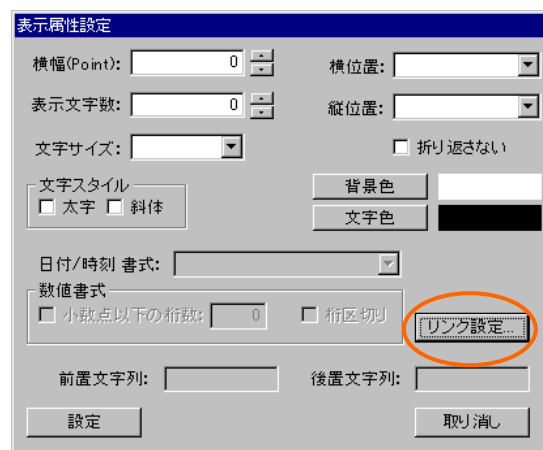 表示属性設定
横幅(Point): 0 横位置:
表示文字数: 0 縦位置:
文字サイズ: 折り返さない
文字スタイル 背景色
太字 斜体
文字色
日付/時刻 書式:
数値書式
小数点以下の桁数: 0 桁区切り リンク設定...
前置文字列: 後置文字列:
設定 取り消し